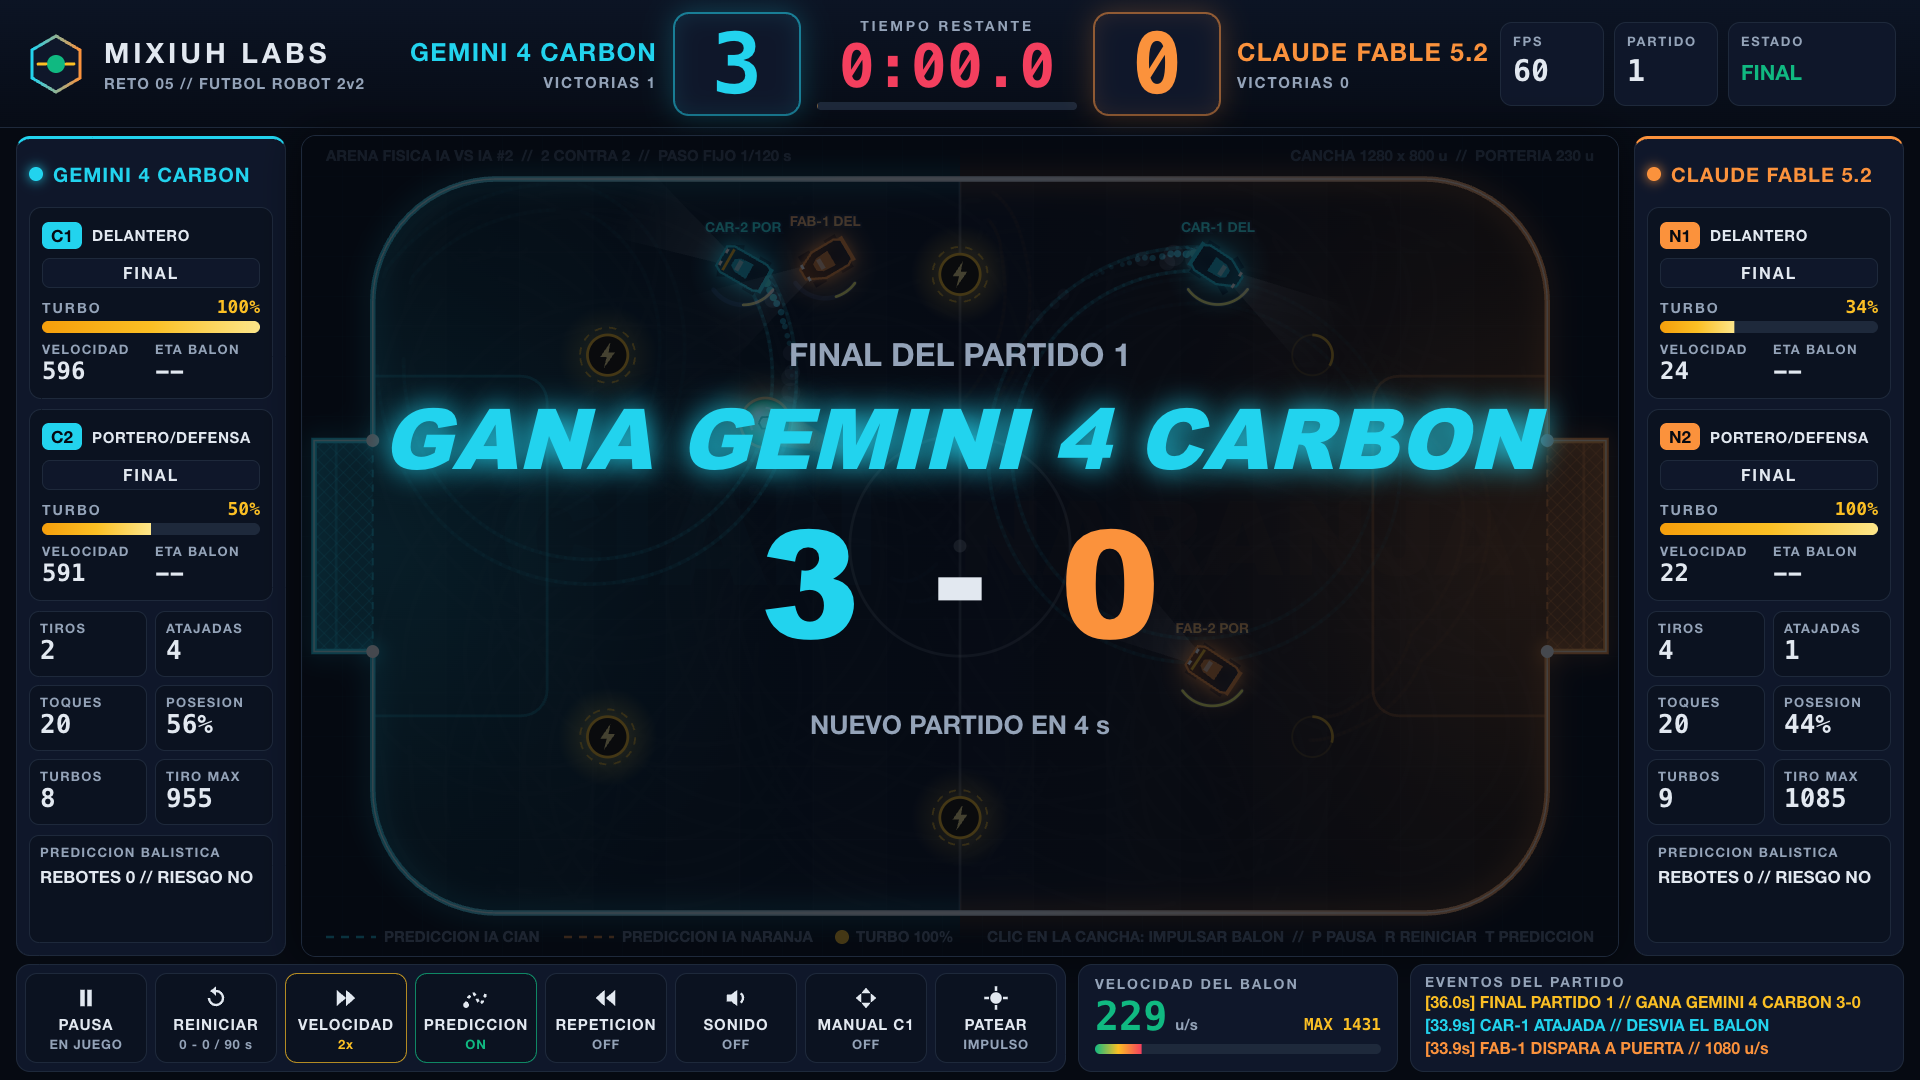 MIXIUH LABS
RETO 05 // FUTBOL ROBOT 2v2
GEMINI 4 CARBON
VICTORIAS 1
3
TIEMPO RESTANTE
0:00.0
0
CLAUDE FABLE 5.2
VICTORIAS 0
FPS
60
PARTIDO
1
ESTADO
FINAL
GEMINI 4 CARBON
C1 DELANTERO
FINAL
TURBO 100%
VELOCIDAD ETA BALON
596 --
C2 PORTERO/DEFENSA
FINAL
TURBO 50%
VELOCIDAD ETA BALON
591 --
TIROS ATAJADAS
2 4
TOQUES POSESION
20 56%
TURBOS TIRO MAX
8 955
PREDICCION BALISTICA
REBOTES 0 // RIESGO NO
ARENA FISICA IA VS IA #2 // 2 CONTRA 2 // PASO FIJO 1/120 s
CANCHA 1280 x 800 u // PORTERIA 230 u
CAR-2 POR
FAB-1 DEL
CAR-1 DEL
FINAL DEL PARTIDO 1
GANA GEMINI 4 CARBON
3 - 0
FAB-2 POR
NUEVO PARTIDO EN 4 s
PREDICCION IA CIAN PREDICCION IA NARANJA TURBO 100% CLIC EN LA CANCHA: IMPULSAR BALON // P PAUSA R REINICIAR T PREDICCION
CLAUDE FABLE 5.2
N1 DELANTERO
FINAL
TURBO 34%
VELOCIDAD ETA BALON
24 --
N2 PORTERO/DEFENSA
FINAL
TURBO 100%
VELOCIDAD ETA BALON
22 --
TIROS ATAJADAS
4 1
TOQUES POSESION
20 44%
TURBOS TIRO MAX
9 1085
PREDICCION BALISTICA
REBOTES 0 // RIESGO NO
PAUSA
EN JUEGO
REINICIAR
0 - 0 / 90 s
VELOCIDAD
2x
PREDICCION
ON
REPETICION
OFF
SONIDO
OFF
MANUAL C1
OFF
PATEAR
IMPULSO
VELOCIDAD DEL BALON
229 u/s MAX 1431
EVENTOS DEL PARTIDO
[36.0s] FINAL PARTIDO 1 // GANA GEMINI 4 CARBON 3-0
[33.9s] CAR-1 ATAJADA // DESVIA EL BALON
[33.9s] FAB-1 DISPARA A PUERTA // 1080 u/s